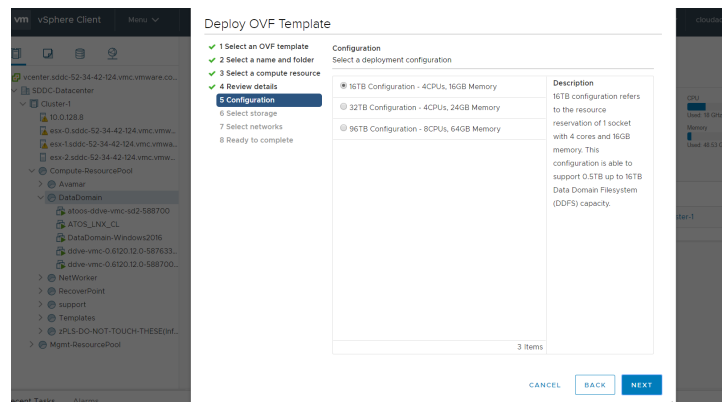 vm vSphere Client Menu
cloudad
Deploy OVF Template
1 Select an OVF template
2 Select a name and folder
3 Select a compute resource
4 Review details
5 Configuration
6 Select storage
7 Select networks
8 Ready to complete
Configuration
Select a deployment configuration
16TB Configuration - 4CPUs, 16GB Memory
32TB Configuration - 4CPUs, 24GB Memory
96TB Configuration - 8CPUs, 64GB Memory
3 Items
Description
16TB configuration refers
to the resource
reservation of 1 socket
with 4 cores and 16GB
memory. This
configuration is able to
support 0.5TB up to 16TB
Data Domain Filesystem
(DDFS) capacity.
CANCEL BACK NEXT
vcenter.sddc-52-34-42-124.vmc.vmware.co...
SDDC-Datacenter
Cluster-1
10.0.128.8
esx-0.sddc-52-34-42-124.vmc.vmw...
esx-1.sddc-52-34-42-124.vmc.vmwa...
esx-2.sddc-52-34-42-124.vmc.vmw...
Compute-ResourcePool
Avamar
DataDomain
atoos-ddve-vmc-sd2-588700
ATOS_LNX_CL
DataDomain-Windows2016
ddve-vmc-0.6120.12.0-587633...
ddve-vmc-0.6120.12.0-588700...
NetWorker
RecoverPoint
support
Templates
zPLS-DO-NOT-TOUCH-THESE(Inf...
Mgmt-ResourcePool
CPU
Memory
ster-1
ecent Tasks Alarms